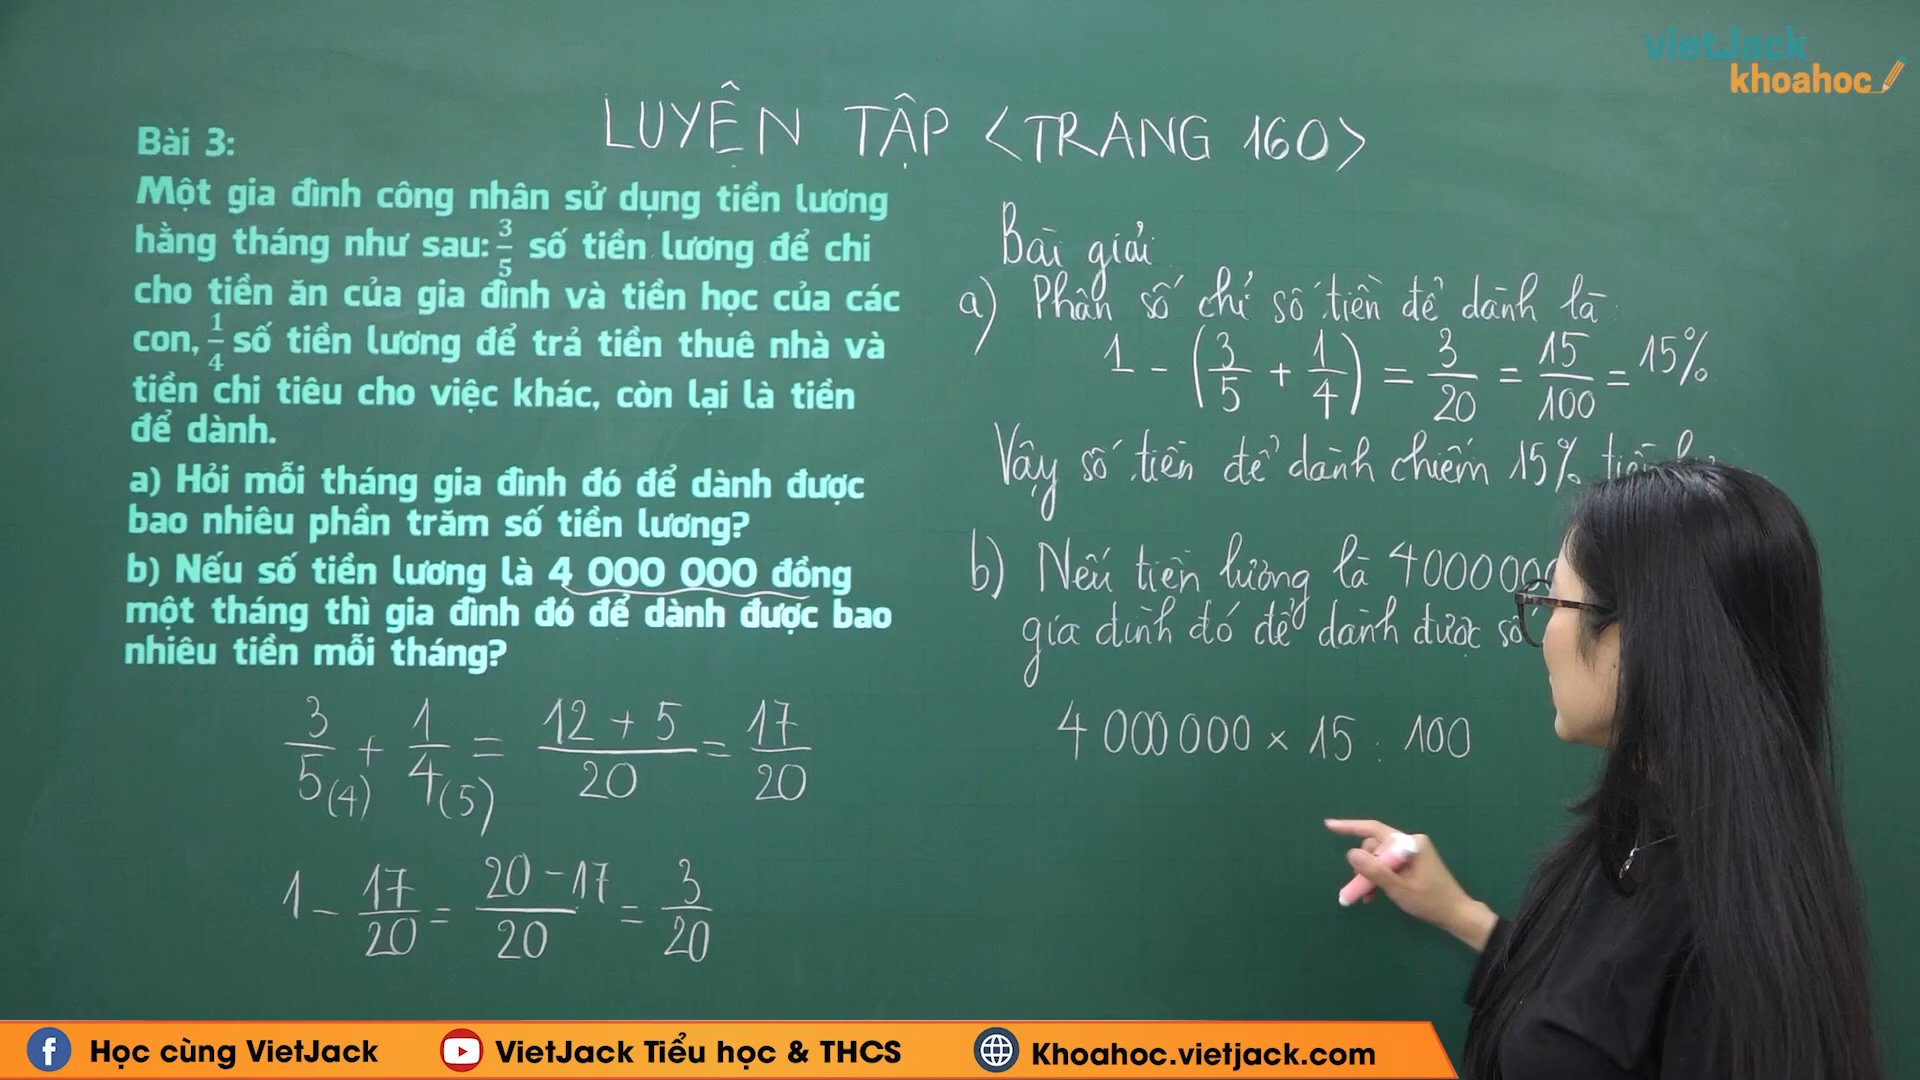 vietJack
khoahoc
LUYỆN TẬP <TRANG 160>
Bài 3:
Một gia đình công nhân sử dụng tiền lương
hằng tháng như sau: 3/5 số tiền lương để chi
cho tiền ăn của gia đình và tiền học của các
con, 1/4 số tiền lương để trả tiền thuê nhà và
tiền chi tiêu cho việc khác, còn lại là tiền
để dành.
a) Hỏi mỗi tháng gia đình đó để dành được
bao nhiêu phần trăm số tiền lương?
b) Nếu số tiền lương là 4 000 000 đồng
một tháng thì gia đình đó để dành được bao
nhiêu tiền mỗi tháng?
3/5 (4) + 1/4 (5) = 12 + 5/20 = 17/20
1 - 17/20 = 20 - 17/20 = 3/20
Bài giải
a) Phân số chỉ số tiền để dành là:
1 - (3/5 + 1/4) = 3/20 = 15/100 = 15%
Vậy số tiền để dành chiếm 15% tiền
b) Nếu tiền lương là 4000000
gia đình đó để dành được số
4 000 000 × 15 : 100
Học cùng VietJack
VietJack Tiểu học & THCS
Khoahoc.vietjack.com